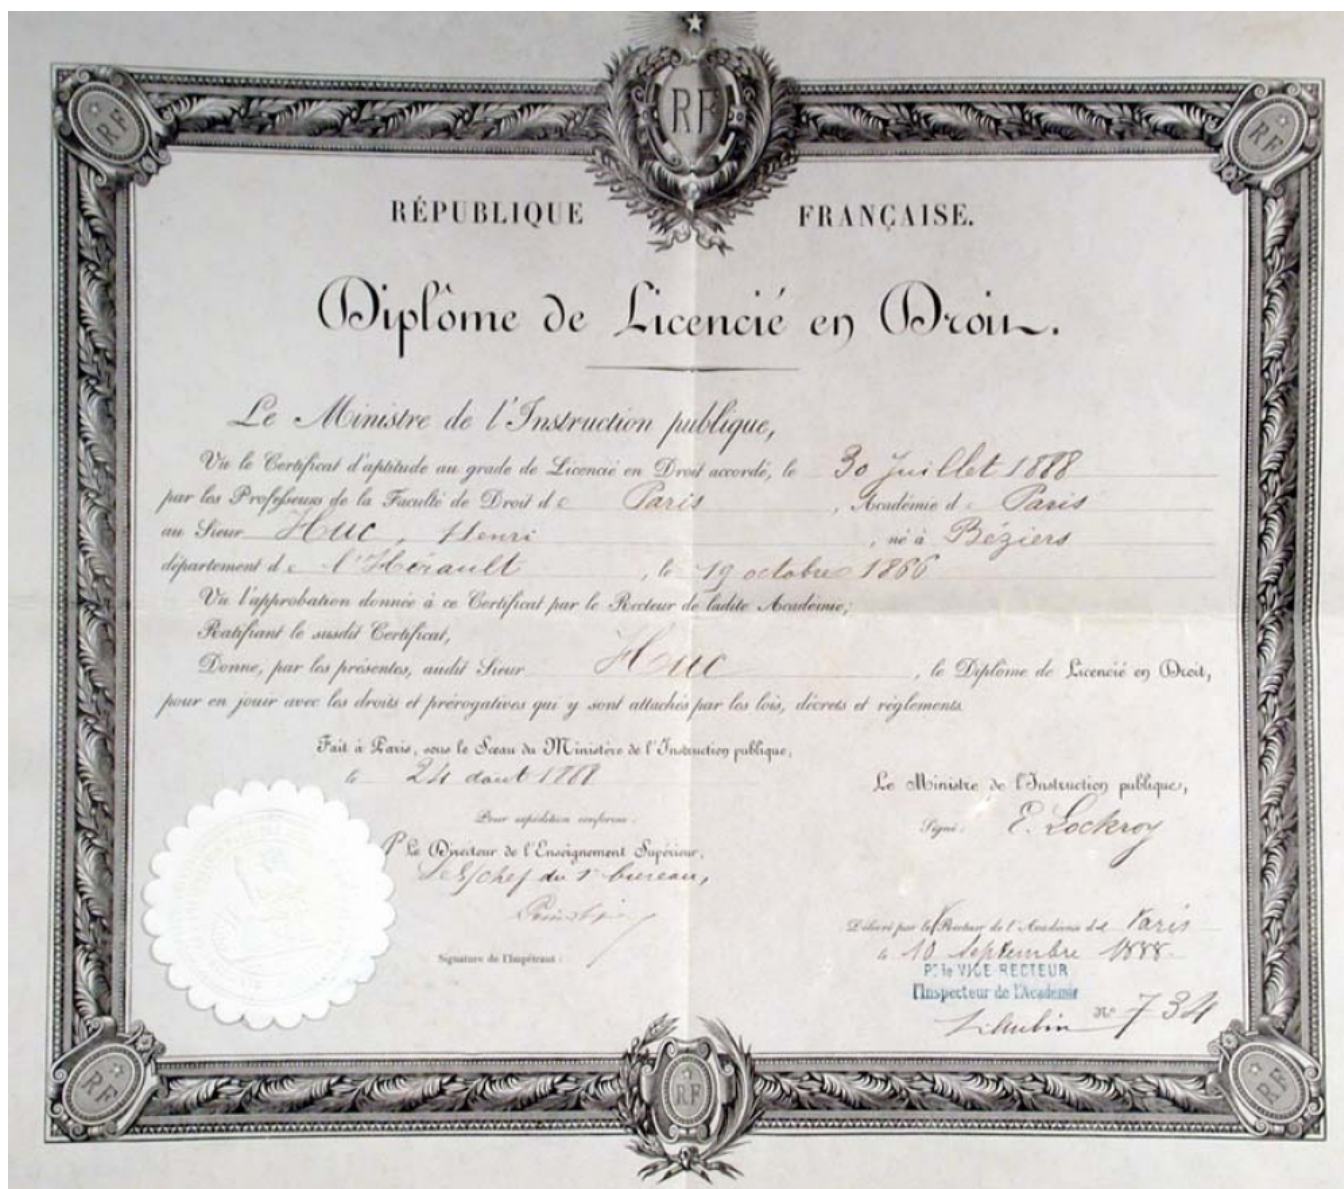 RF
RF
RF
RÉPUBLIQUE FRANÇAISE.
Diplôme de Licencié en Droit.
Le Ministre de l'Instruction publique,
Vu le Certificat d'aptitude au grade de Licencié en Droit accordé, le 30 Juillet 1888
par les Professeurs de la Faculté de Droit de Paris, Académie de Paris
au Sieur Huc, Henri, né à Béziers
département de l'Hérault, le 19 octobre 1866
Vu l'approbation donnée à ce Certificat par le Recteur de ladite Académie;
Ratifiant le susdit Certificat,
Donne, par les présentes, audit Sieur Huc, le Diplôme de Licencié en Droit,
pour en jouir avec les droits et prérogatives qui y sont attachés par les lois, décrets et règlements.
Fait à Paris, sous le Sceau du Ministère de l'Instruction publique,
le 24 août 1888
Le Ministre de l'Instruction publique,
Signé: E. Lockroy
Pour expédition conforme:
Pr Le Directeur de l'Enseignement Supérieur,
Le S/chef du 1er bureau,
Signature de l'Impétrant:
Délivré par le Recteur de l'Académie de Paris
le 10 Septembre 1888.
Pr le VICE-RECTEUR
l'Inspecteur de l'Académie
No 734
RF
RF
RF